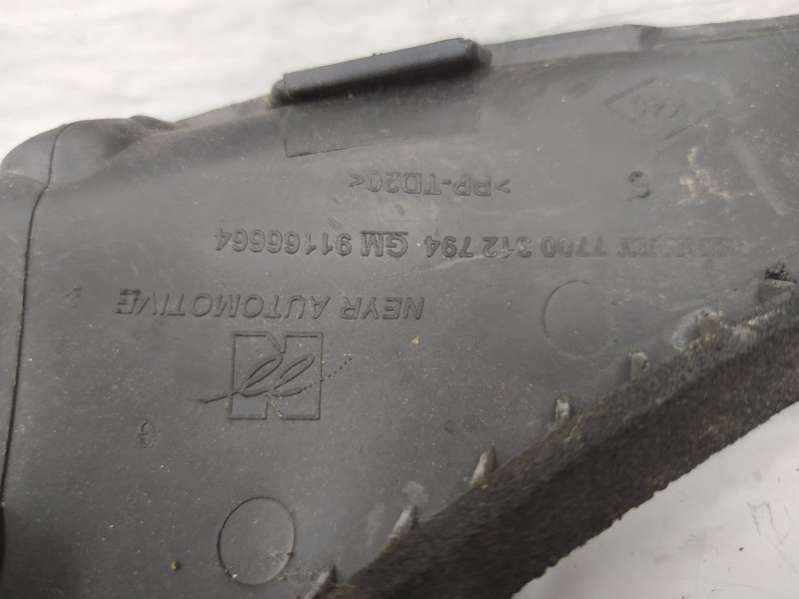 NEYR AUTOMOTIVE
7700 312 794 GM 91166664
>PP-TD20<